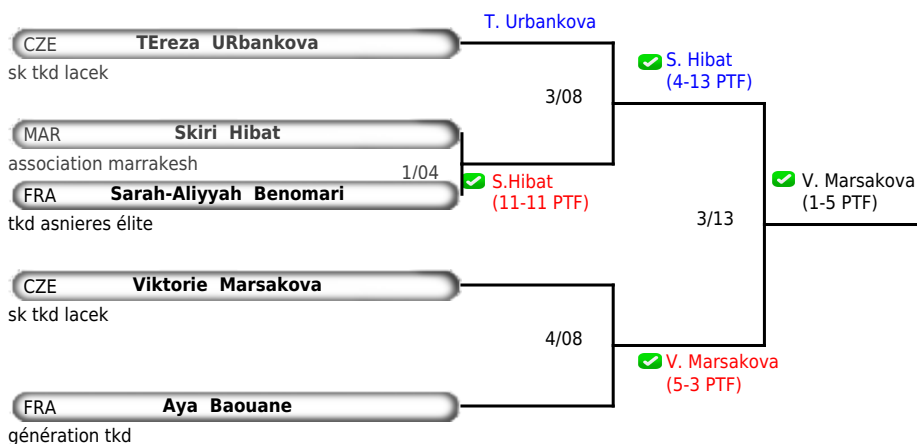 T. Urbankova
CZE TEreza URbankova
sk tkd lacek
S. Hibat
(4-13 PTF)
3/08
MAR Skiri Hibat
association marrakesh
1/04
S.Hibat
(11-11 PTF)
FRA Sarah-Aliyyah Benomari
tkd asnieres élite
V. Marsakova
(1-5 PTF)
3/13
CZE Viktorie Marsakova
sk tkd lacek
4/08
V. Marsakova
(5-3 PTF)
FRA Aya Baouane
génération tkd